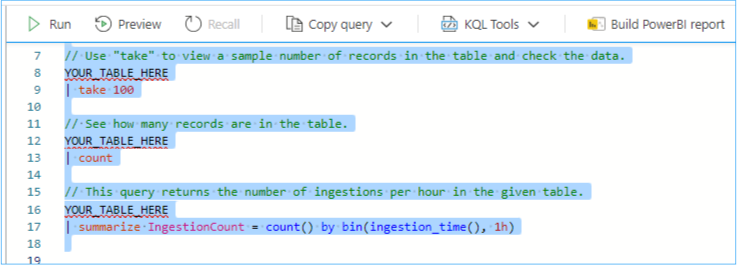 Run Preview Recall Copy query KQL Tools Build PowerBI report
7 // Use "take" to view a sample number of records in the table and check the data.
8 YOUR_TABLE_HERE
9 | take 100
10
11 // See how many records are in the table.
12 YOUR_TABLE_HERE
13 | count
14
15 // This query returns the number of ingestions per hour in the given table.
16 YOUR_TABLE_HERE
17 | summarize IngestionCount = count() by bin(ingestion_time(), 1h)
18
19